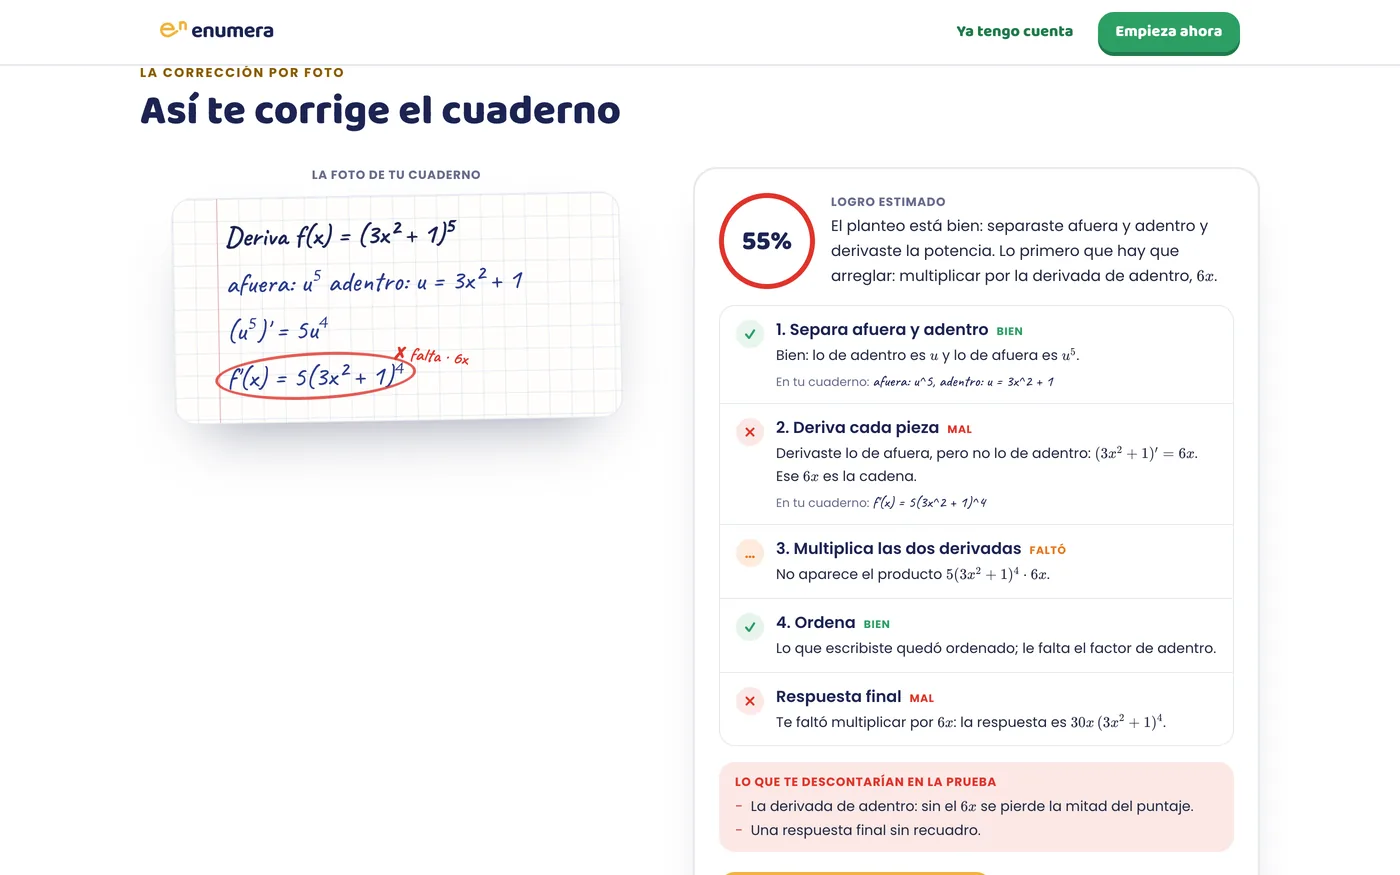 en enumera
Ya tengo cuenta
Empieza ahora
LA CORRECCIÓN POR FOTO
Así te corrige el cuaderno
LA FOTO DE TU CUADERNO
Deriva f(x) = (3x² + 1)⁵
afuera: u⁵ adentro: u = 3x² + 1
(u⁵)' = 5u⁴
✗ falta · 6x
f'(x) = 5(3x² + 1)⁴
55%
LOGRO ESTIMADO
El planteo está bien: separaste afuera y adentro y
derivaste la potencia. Lo primero que hay que
arreglar: multiplicar por la derivada de adentro, 6x.
1. Separa afuera y adentro BIEN
Bien: lo de adentro es u y lo de afuera es u⁵.
En tu cuaderno: afuera: u^5, adentro: u = 3x^2 + 1
2. Deriva cada pieza MAL
Derivaste lo de afuera, pero no lo de adentro: (3x² + 1)′ = 6x.
Ese 6x es la cadena.
En tu cuaderno: f'(x) = 5(3x^2 + 1)^4
3. Multiplica las dos derivadas FALTÓ
No aparece el producto 5(3x² + 1)⁴ · 6x.
4. Ordena BIEN
Lo que escribiste quedó ordenado; le falta el factor de adentro.
Respuesta final MAL
Te faltó multiplicar por 6x: la respuesta es 30x (3x² + 1)⁴.
LO QUE TE DESCONTARÍAN EN LA PRUEBA
– La derivada de adentro: sin el 6x se pierde la mitad del puntaje.
– Una respuesta final sin recuadro.